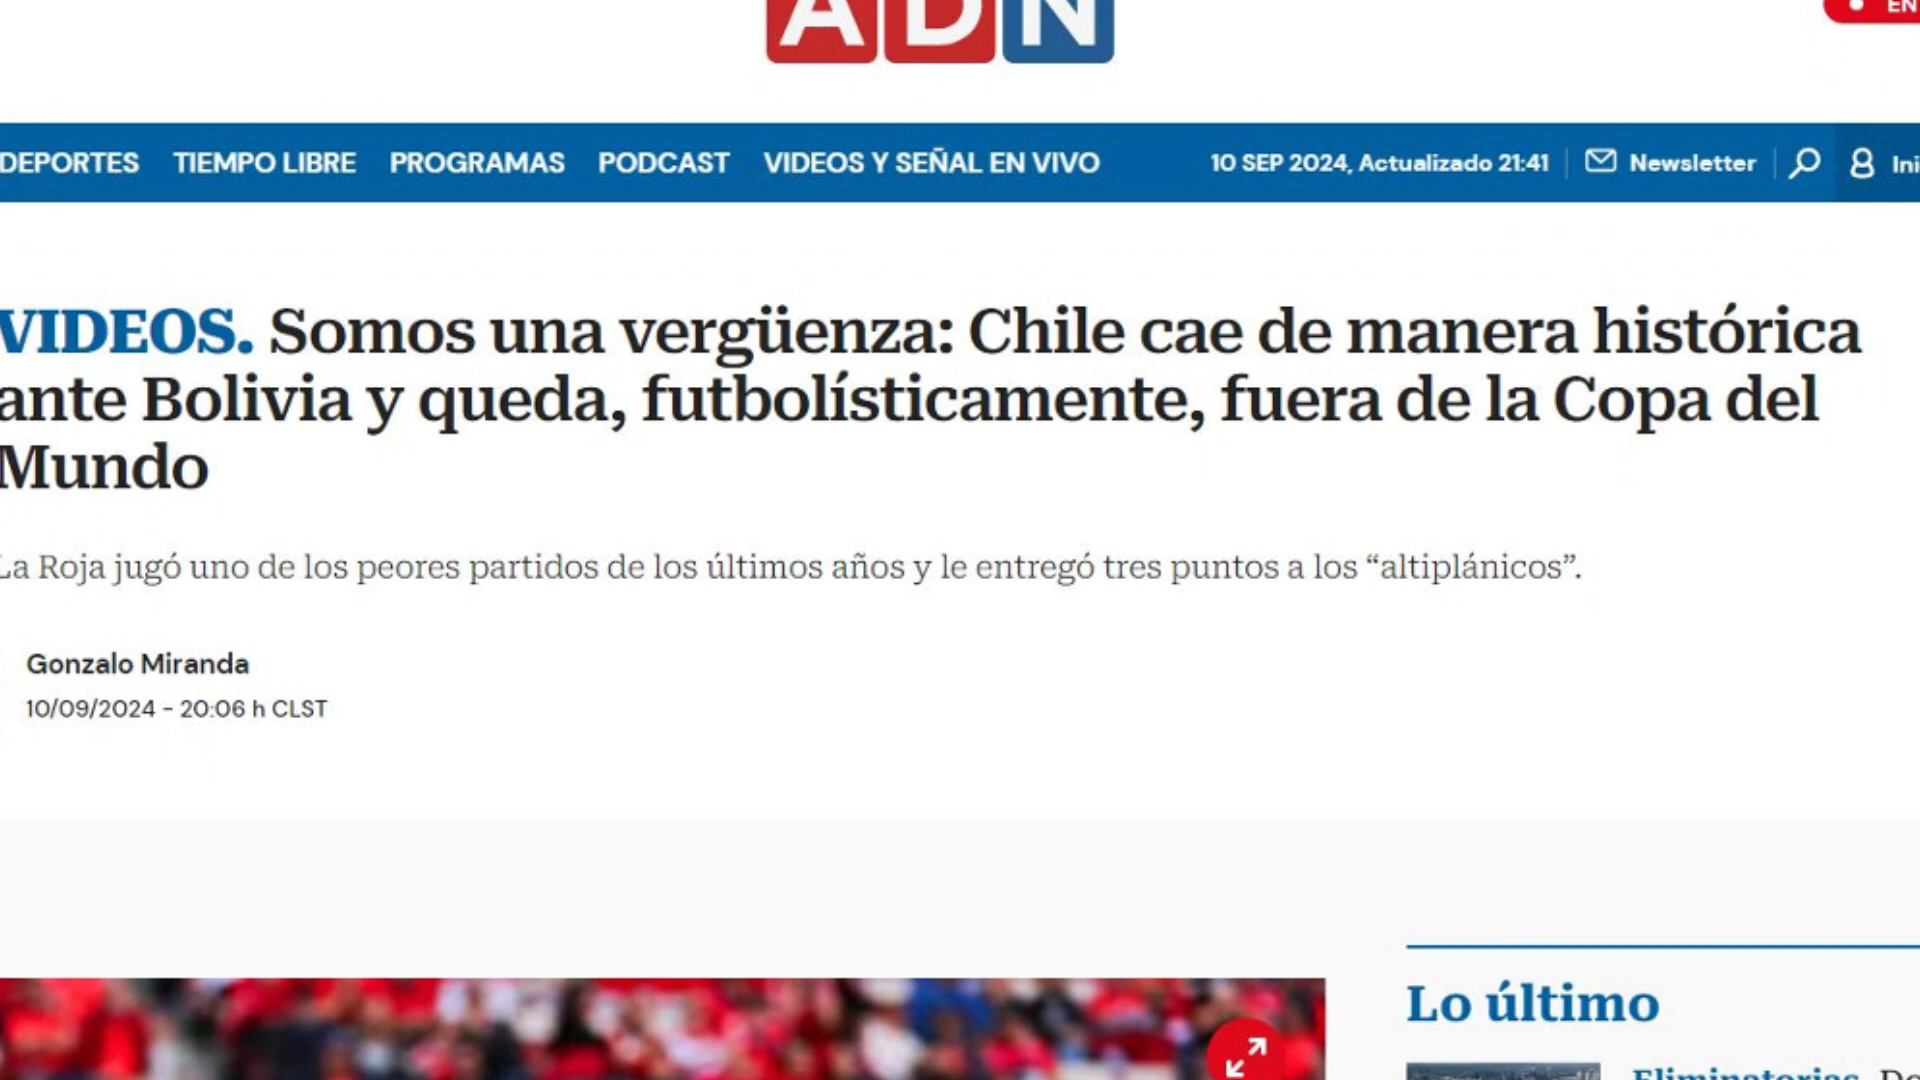 ADN
EN
DEPORTES TIEMPO LIBRE PROGRAMAS PODCAST VIDEOS Y SEÑAL EN VIVO 10 SEP 2024, Actualizado 21:41 Newsletter Ini
VIDEOS. Somos una vergüenza: Chile cae de manera histórica
ante Bolivia y queda, futbolísticamente, fuera de la Copa del
Mundo
La Roja jugó uno de los peores partidos de los últimos años y le entregó tres puntos a los “altiplánicos”.
Gonzalo Miranda
10/09/2024 - 20:06 h CLST
Lo último
Eliminatorias.